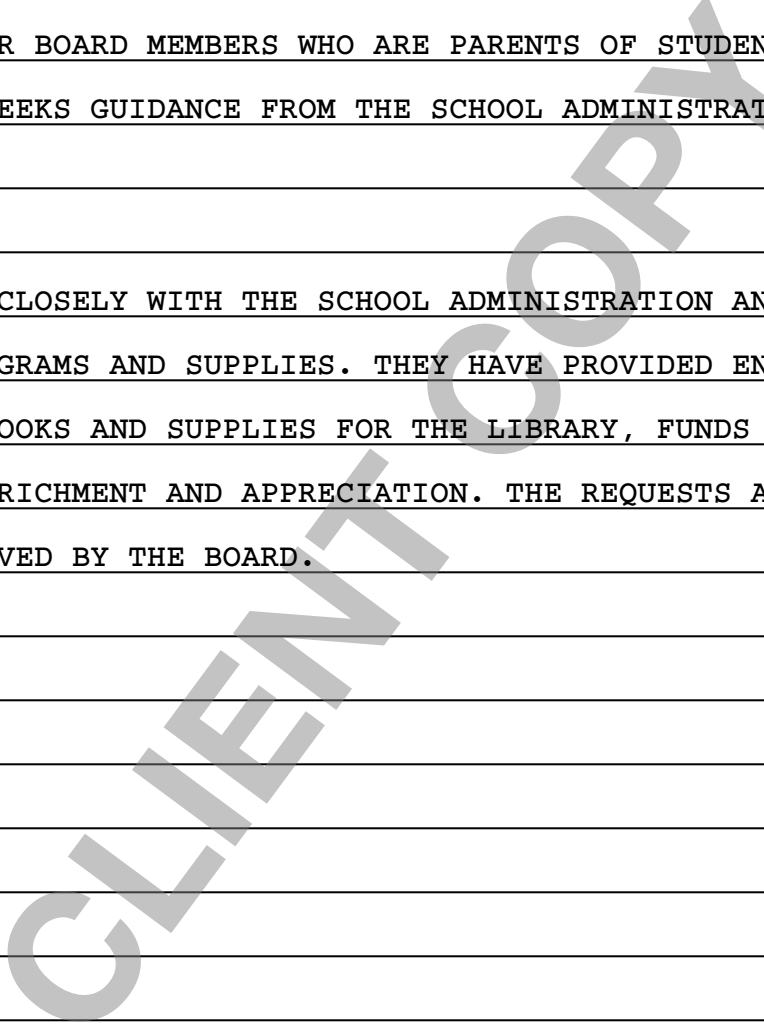 R BOARD MEMBERS WHO ARE PARENTS OF STUDEN
EEKS GUIDANCE FROM THE SCHOOL ADMINISTRAT
CLOSELY WITH THE SCHOOL ADMINISTRATION AN
GRAMS AND SUPPLIES. THEY HAVE PROVIDED EN
OOKS AND SUPPLIES FOR THE LIBRARY, FUNDS
RICHMENT AND APPRECIATION. THE REQUESTS A
VED BY THE BOARD.
CLIENT COPY